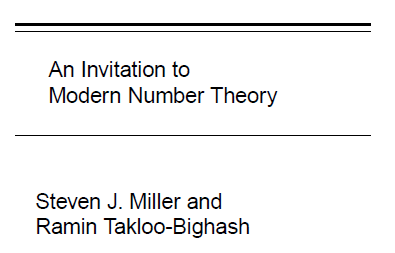 An Invitation to
Modern Number Theory
Steven J. Miller and
Ramin Takloo-Bighash